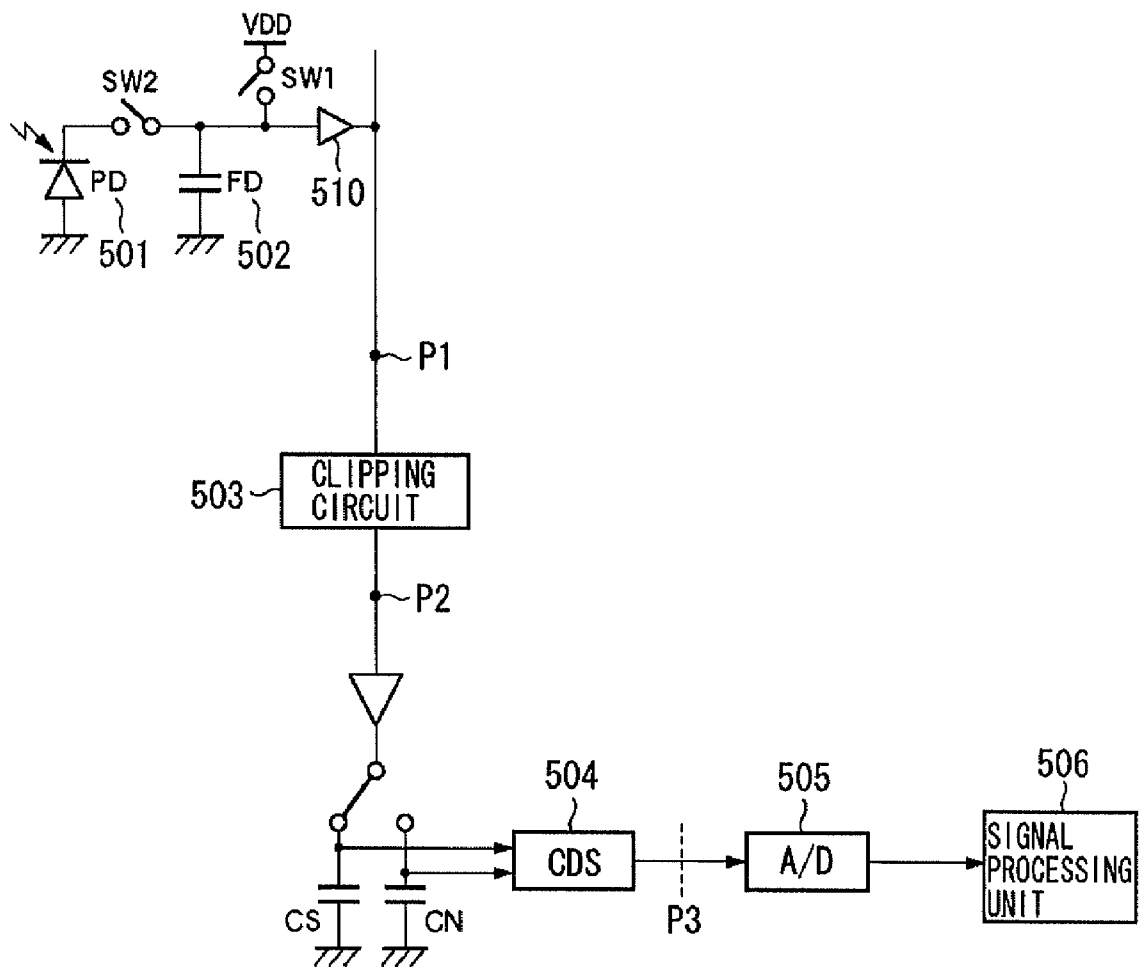 VDD
SW2
SW1
PD
FD
510
501
502
P1
CLIPPING
CIRCUIT
503
P2
504
505
506
CDS
A/D
SIGNAL
PROCESSING
UNIT
P3
CS
CN